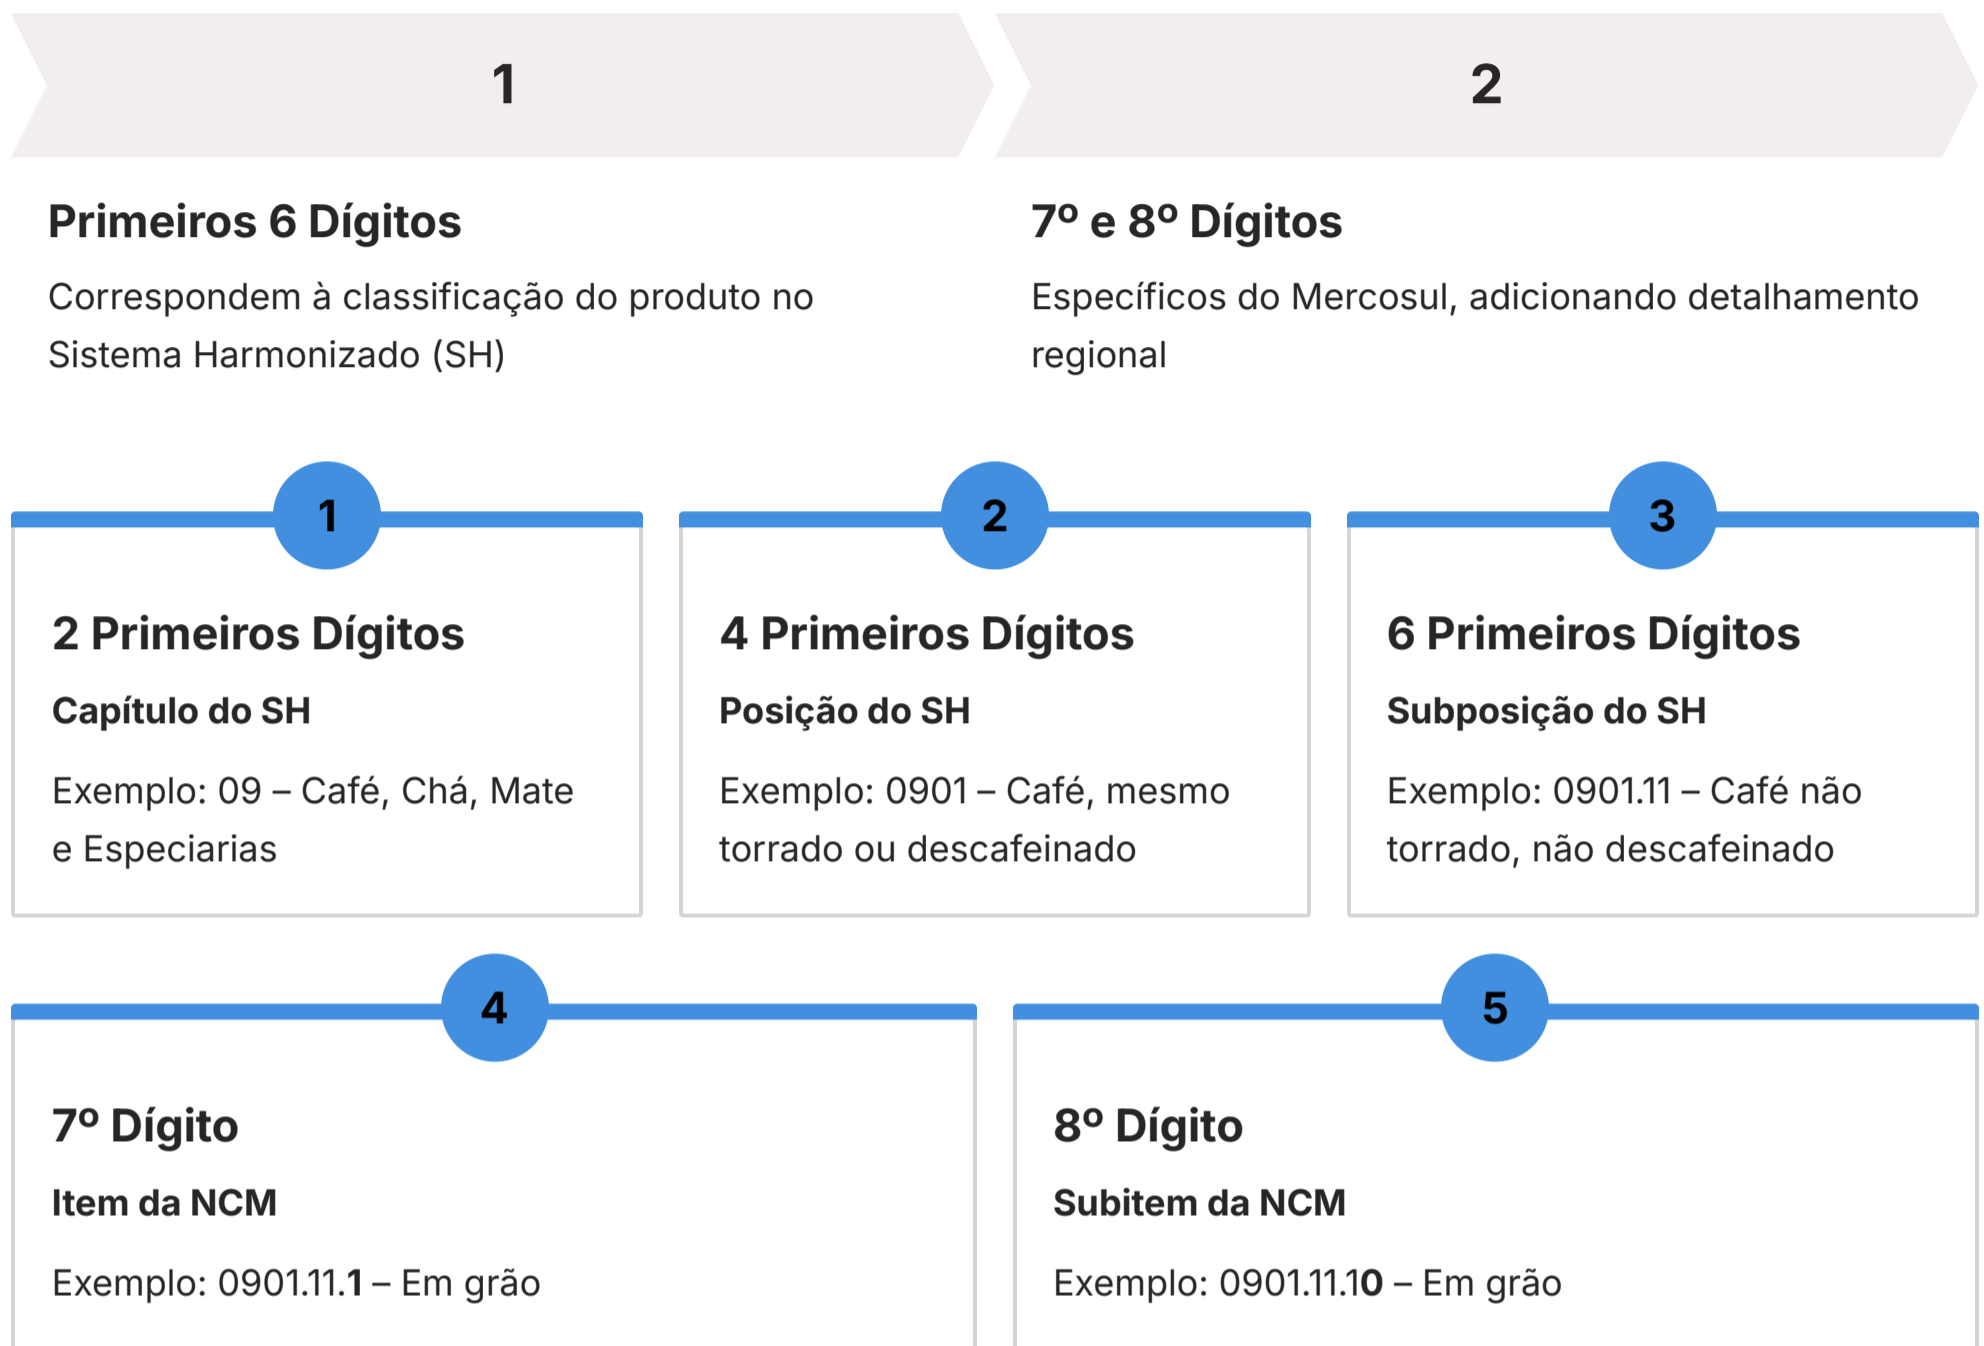 1
2
Primeiros 6 Dígitos
Correspondem à classificação do produto no
Sistema Harmonizado (SH)
7º e 8º Dígitos
Específicos do Mercosul, adicionando detalhamento
regional
1
2 Primeiros Dígitos
Capítulo do SH
Exemplo: 09 – Café, Chá, Mate
e Especiarias
2
4 Primeiros Dígitos
Posição do SH
Exemplo: 0901 – Café, mesmo
torrado ou descafeinado
3
6 Primeiros Dígitos
Subposição do SH
Exemplo: 0901.11 – Café não
torrado, não descafeinado
4
7º Dígito
Item da NCM
Exemplo: 0901.11.1 – Em grão
5
8º Dígito
Subitem da NCM
Exemplo: 0901.11.10 – Em grão